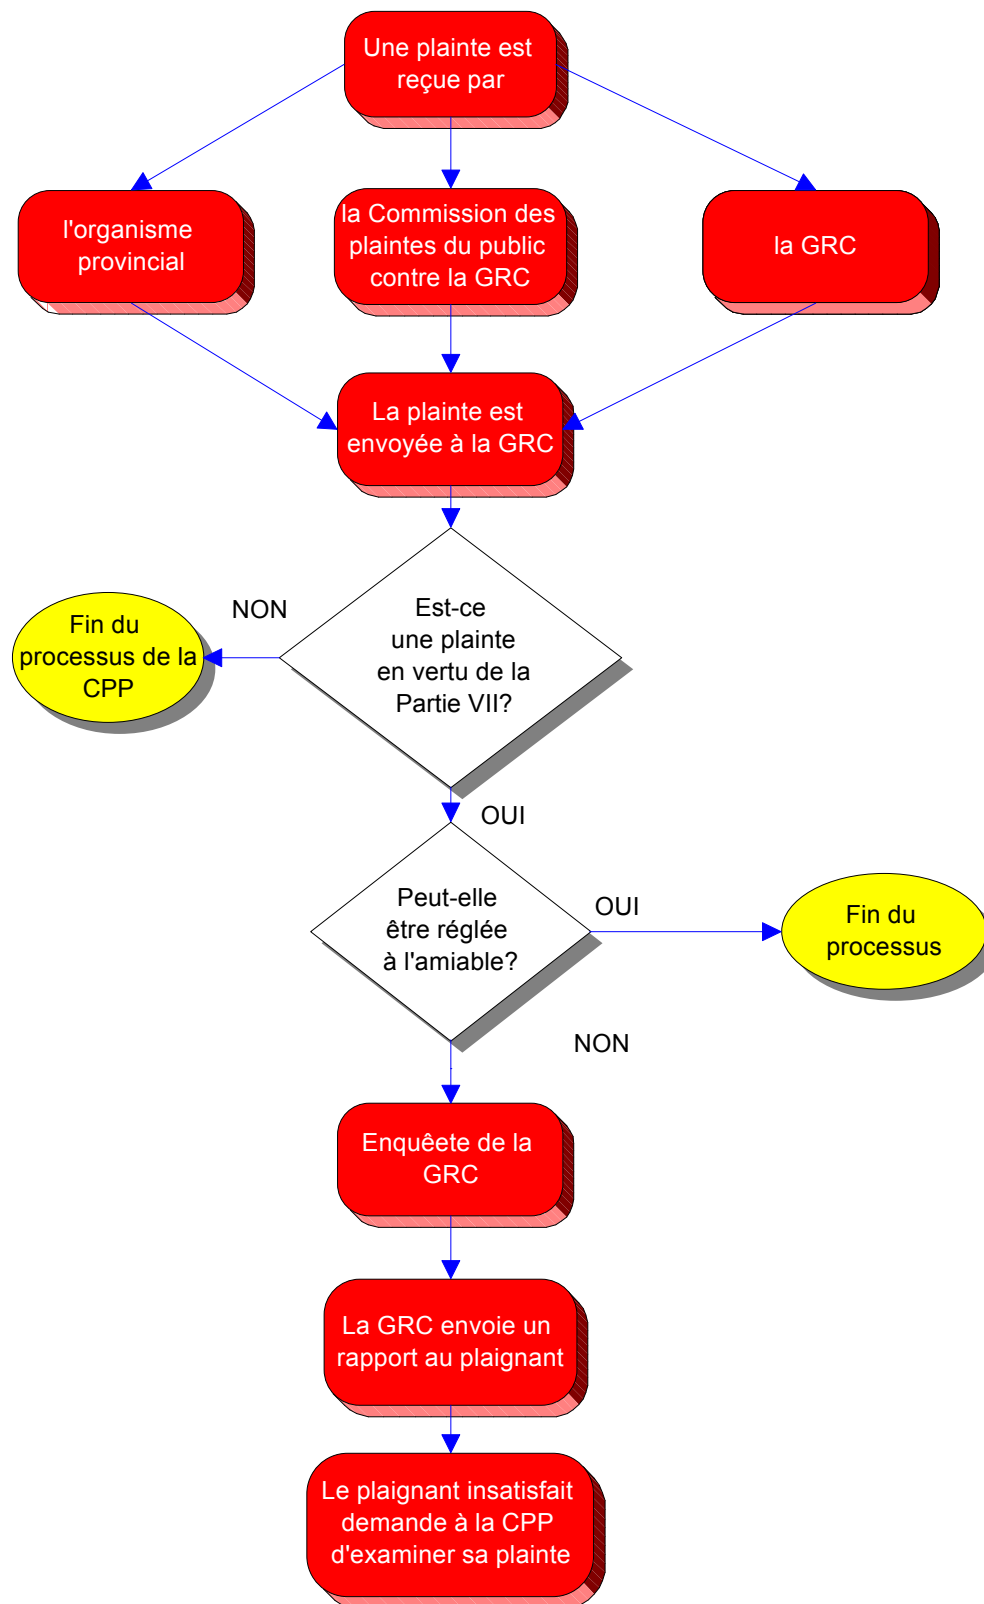 Une plainte est
reçue par
l'organisme
provincial
la Commission des
plaintes du public
contre la GRC
la GRC
La plainte est
envoyée à la GRC
Est-ce
une plainte
en vertu de la
Partie VII?
NON
Fin du
processus de la
CPP
OUI
Peut-elle
être réglée
à l'amiable?
OUI
Fin du
processus
NON
Enquêete de la
GRC
La GRC envoie un
rapport au plaignant
Le plaignant insatisfait
demande à la CPP
d'examiner sa plainte